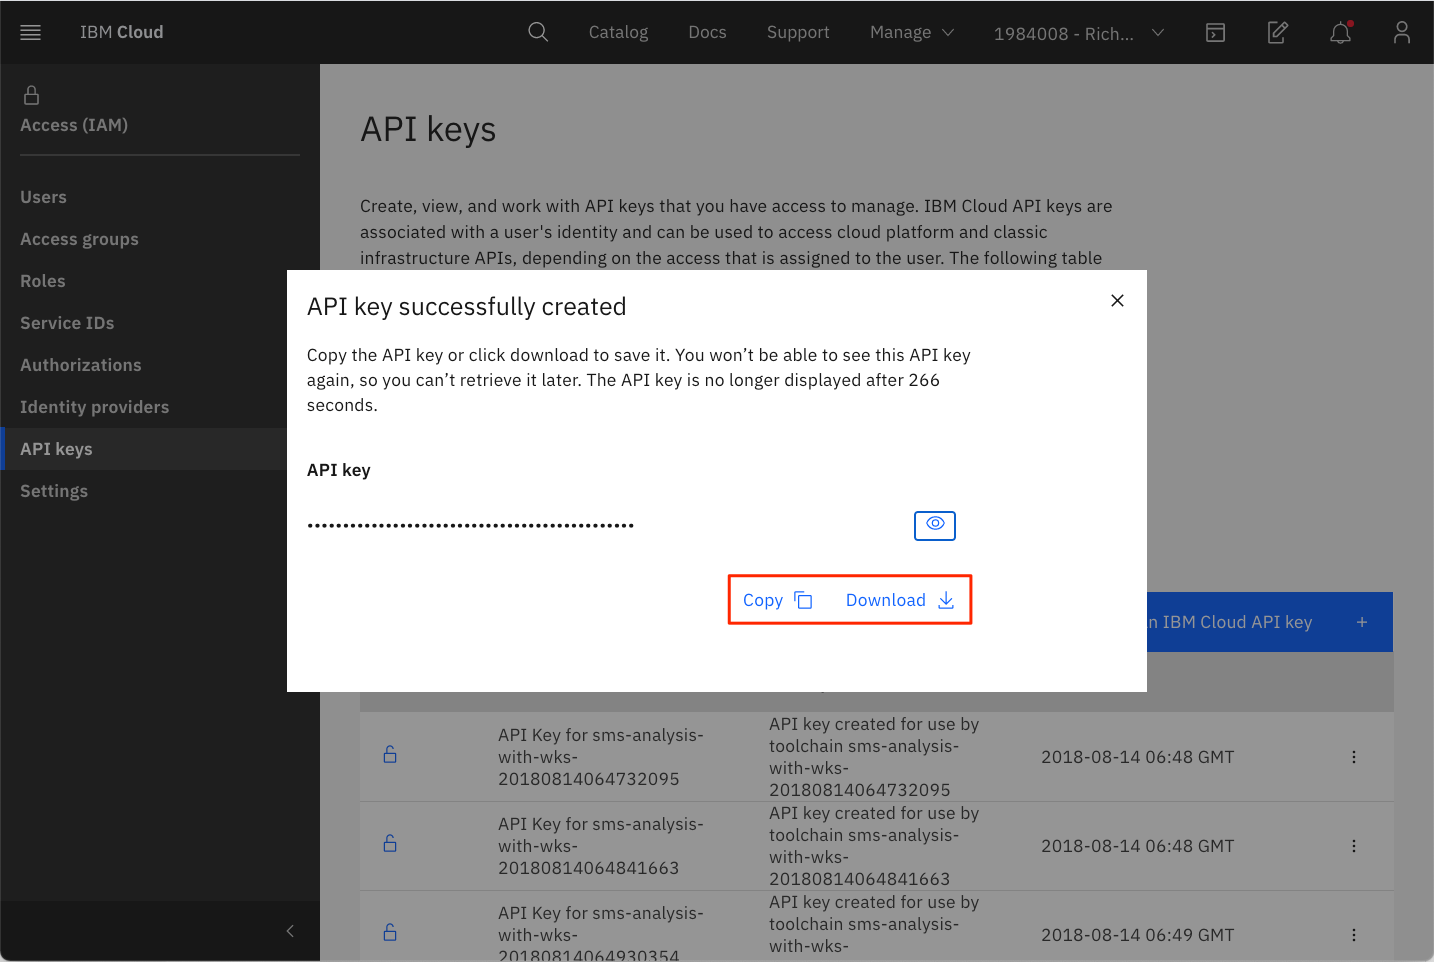 IBM Cloud
Catalog
Docs
Support
Manage
1984008 - Rich...
Access (IAM)
Users
Access groups
Roles
Service IDs
Authorizations
Identity providers
API keys
Settings
API keys
Create, view, and work with API keys that you have access to manage. IBM Cloud API keys are
associated with a user's identity and can be used to access cloud platform and classic
infrastructure APIs, depending on the access that is assigned to the user. The following table
API key successfully created
Copy the API key or click download to save it. You won’t be able to see this API key
again, so you can’t retrieve it later. The API key is no longer displayed after 266
seconds.
API key
••••••••••••••••••••••••••••••••••••••••••••
Copy
Download
n IBM Cloud API key +
API Key for sms-analysis-
with-wks-
20180814064732095
API key created for use by
toolchain sms-analysis-
with-wks-
20180814064732095
2018-08-14 06:48 GMT
API Key for sms-analysis-
with-wks-
20180814064841663
API key created for use by
toolchain sms-analysis-
with-wks-
20180814064841663
2018-08-14 06:48 GMT
API Key for sms-analysis-
with-wks-
20180814064930354
API key created for use by
toolchain sms-analysis-
with-wks-
2018-08-14 06:49 GMT